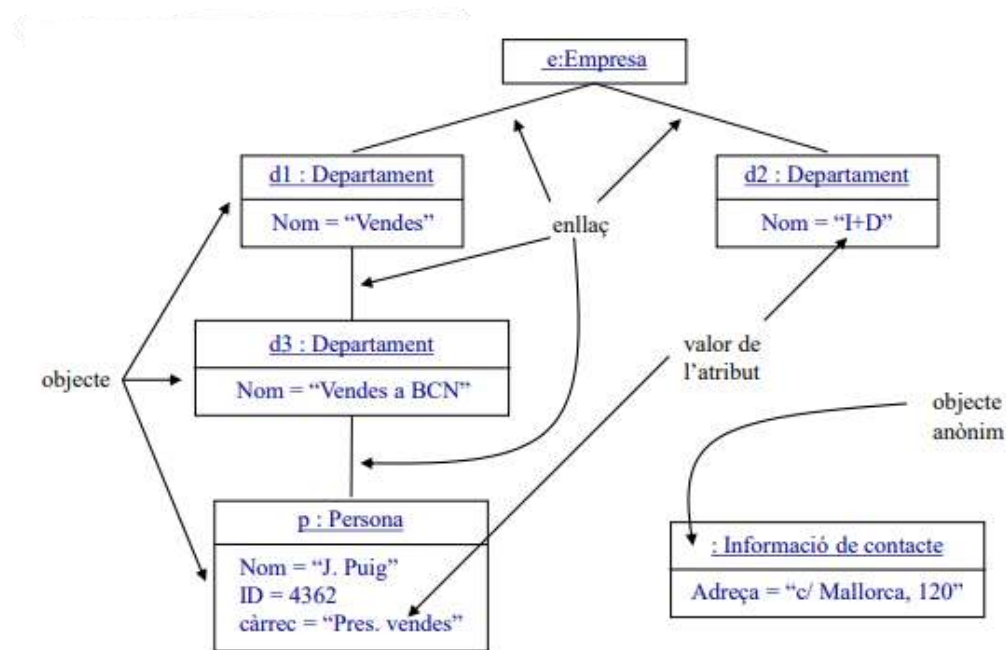 e:Empresa
d1 : Departament
Nom = “Vendes”
d2 : Departament
Nom = “I+D”
enllaç
d3 : Departament
Nom = “Vendes a BCN”
objecte
valor de
l’atribut
objecte
anònim
p : Persona
Nom = “J. Puig”
ID = 4362
càrrec = “Pres. vendes”
: Informació de contacte
Adreça = “c/ Mallorca, 120”